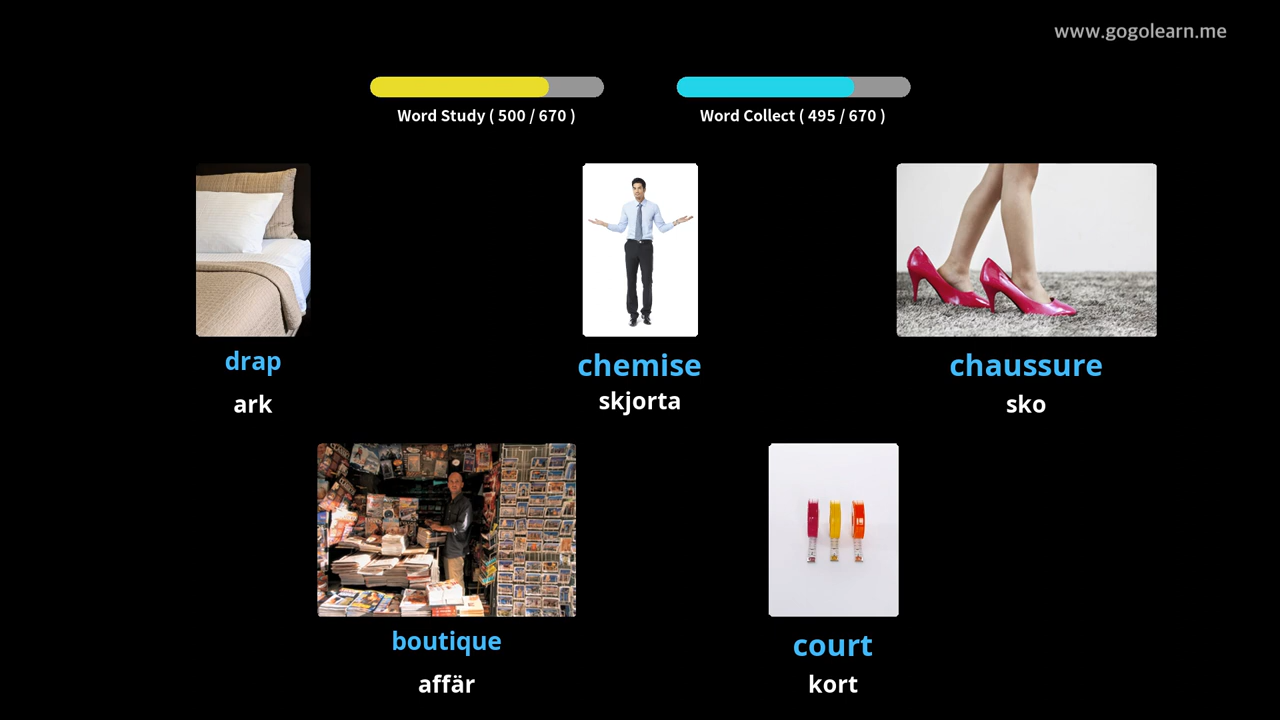 www.gogolearn.me
Word Study ( 500 / 670 )
Word Collect ( 495 / 670 )
drap
ark
chemise
skjorta
chaussure
sko
boutique
affär
court
kort